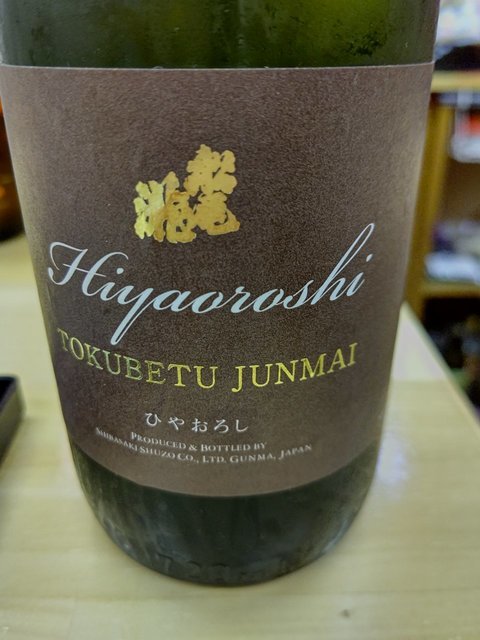 Hiyaoroshi
TOKUBETU JUNMAI
ひやおろし
PRODUCED & BOTTLED BY
SHIBASAKI SHUZO CO., LTD. GUNMA, JAPAN